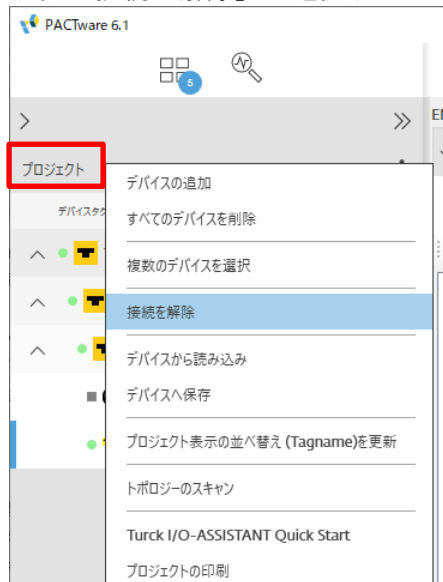 PACTware 6.1
5
プロジェクト
デバイスの追加
すべてのデバイスを削除
複数のデバイスを選択
接続を解除
デバイスから読み込み
デバイスへ保存
プロジェクト表示の並べ替え (Tagname)を更新
トポロジーのスキャン
Turck I/O-ASSISTANT Quick Start
プロジェクトの印刷